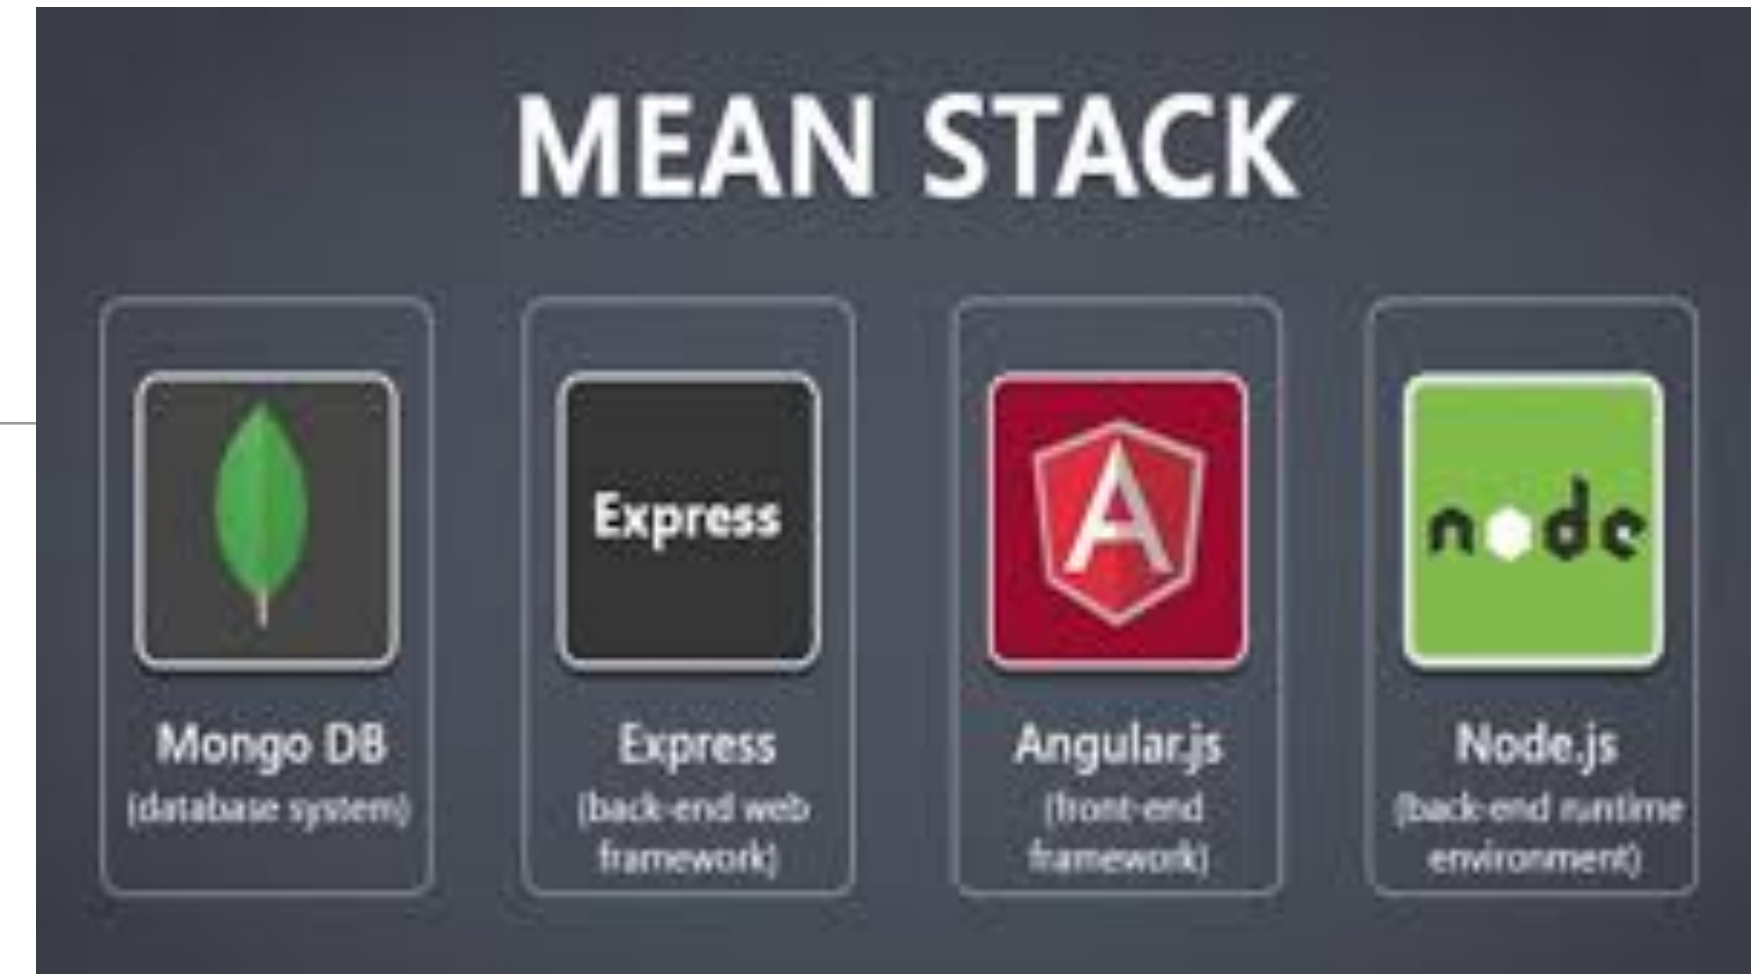 MEAN STACK
Express
node
Mongo DB
(database system)
Express
(back-end web
framework)
Angular.js
(front-end
framework)
Node.js
(back-end runtime
environment)